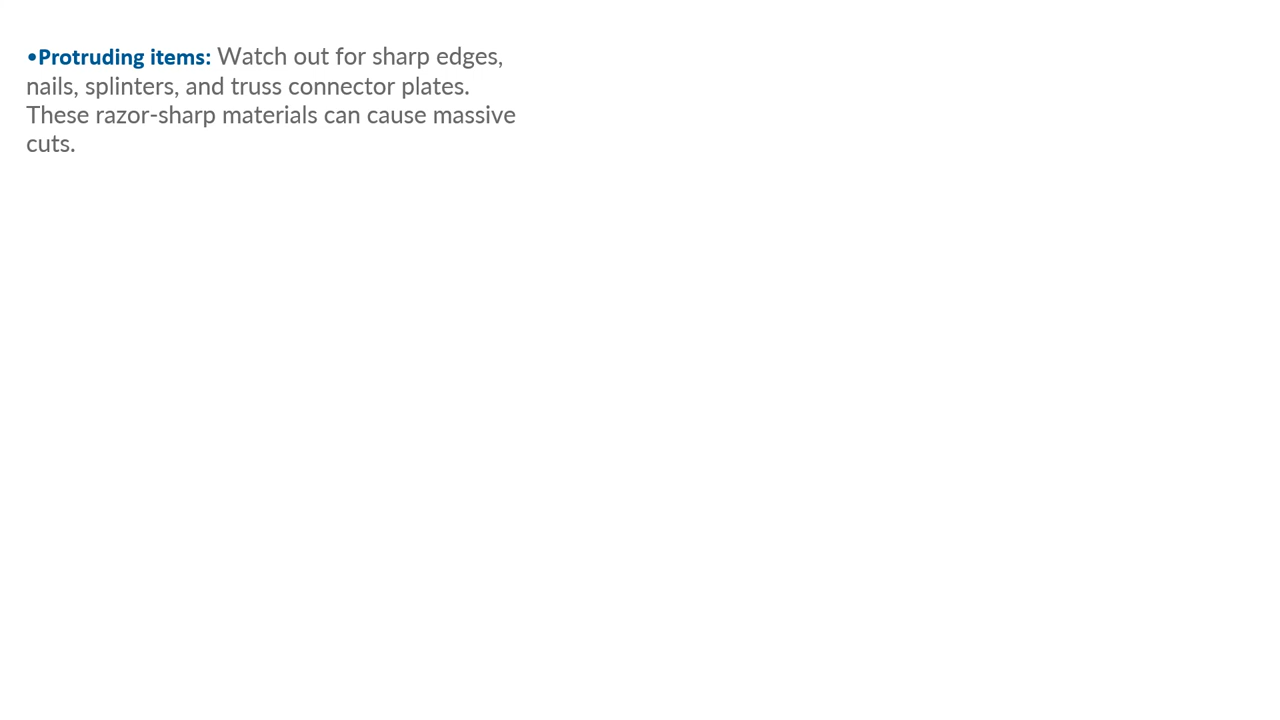 •Protruding items: Watch out for sharp edges,
nails, splinters, and truss connector plates.
These razor-sharp materials can cause massive
cuts.